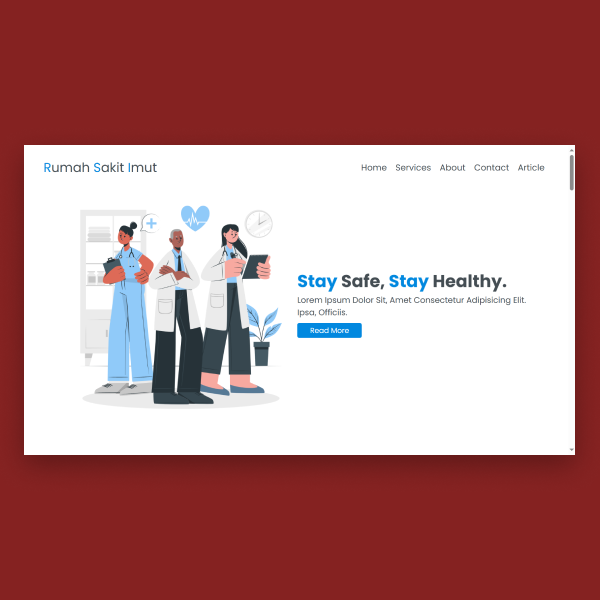 Rumah Sakit Imut
Home Services About Contact Article
Stay Safe, Stay Healthy.
Lorem Ipsum Dolor Sit, Amet Consectetur Adipisicing Elit.
Ipsa, Officiis.
Read More